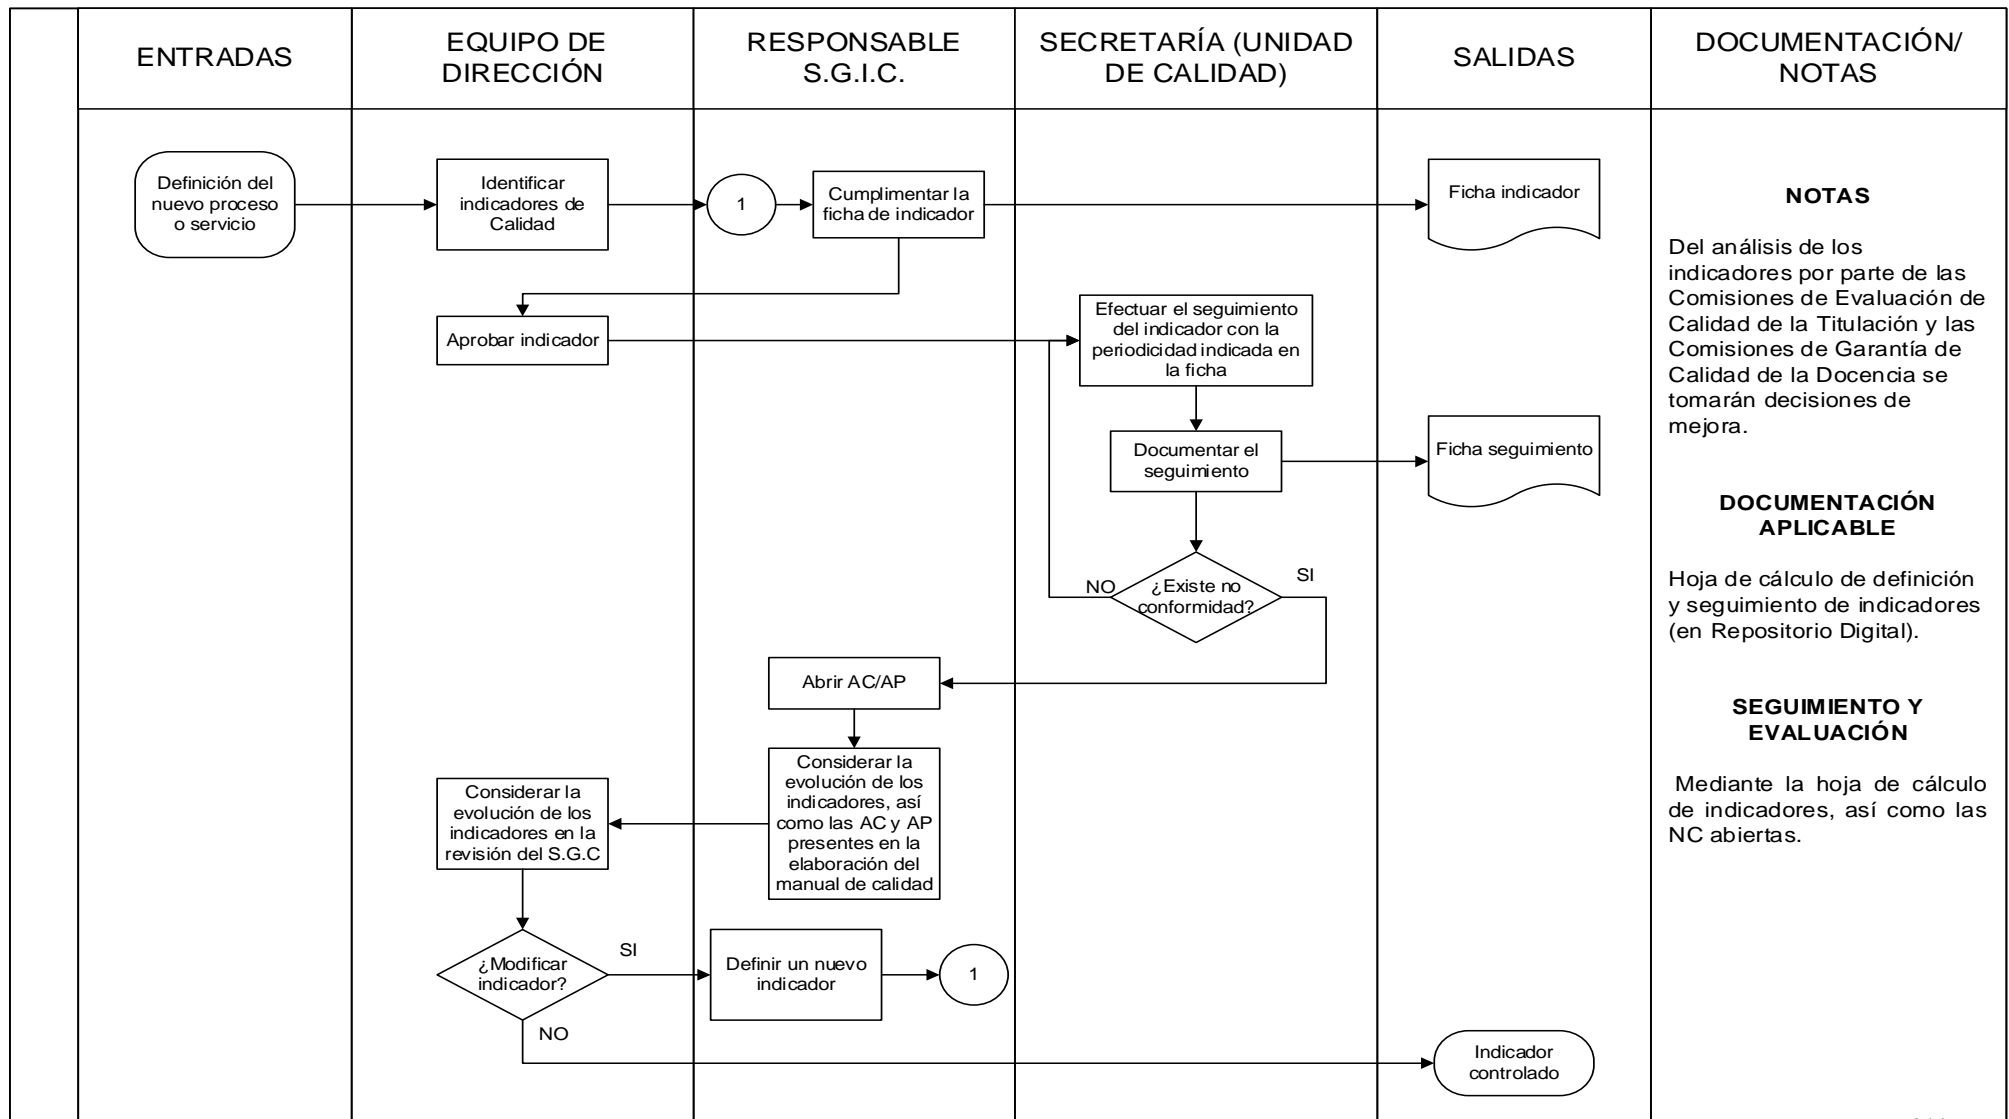 ENTRADAS
EQUIPO DE
DIRECCIÓN
RESPONSABLE
S.G.I.C.
SECRETARÍA (UNIDAD
DE CALIDAD)
SALIDAS
DOCUMENTACIÓN/
NOTAS
Definición del
nuevo proceso
o servicio
Identificar
indicadores de
Calidad
1
Cumplimentar la
ficha de indicador
Ficha indicador
Aprobar indicador
Efectuar el seguimiento
del indicador con la
periodicidad indicada en
la ficha
Documentar el
seguimiento
Ficha seguimiento
¿Existe no
conformidad?
NO
SI
Abrir AC/AP
Considerar la
evolución de los
indicadores, así
como las AC y AP
presentes en la
elaboración del
manual de calidad
Considerar la
evolución de los
indicadores en la
revisión del S.G.C
¿Modificar
indicador?
SI
NO
Definir un nuevo
indicador
1
Indicador
controlado
NOTAS
Del análisis de los
indicadores por parte de las
Comisiones de Evaluación de
Calidad de la Titulación y las
Comisiones de Garantía de
Calidad de la Docencia se
tomarán decisiones de
mejora.
DOCUMENTACIÓN
APLICABLE
Hoja de cálculo de definición
y seguimiento de indicadores
(en Repositorio Digital).
SEGUIMIENTO Y
EVALUACIÓN
Mediante la hoja de cálculo
de indicadores, así como las
NC abiertas.